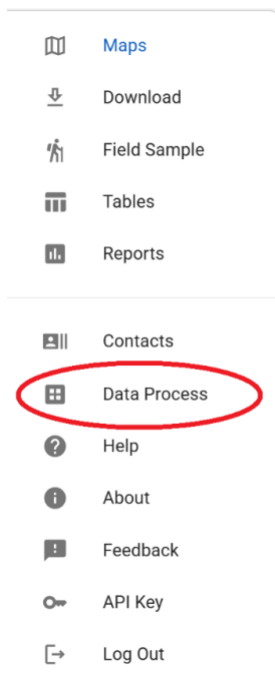 Maps
Download
Field Sample
Tables
Reports
Contacts
Data Process
Help
About
Feedback
API Key
Log Out